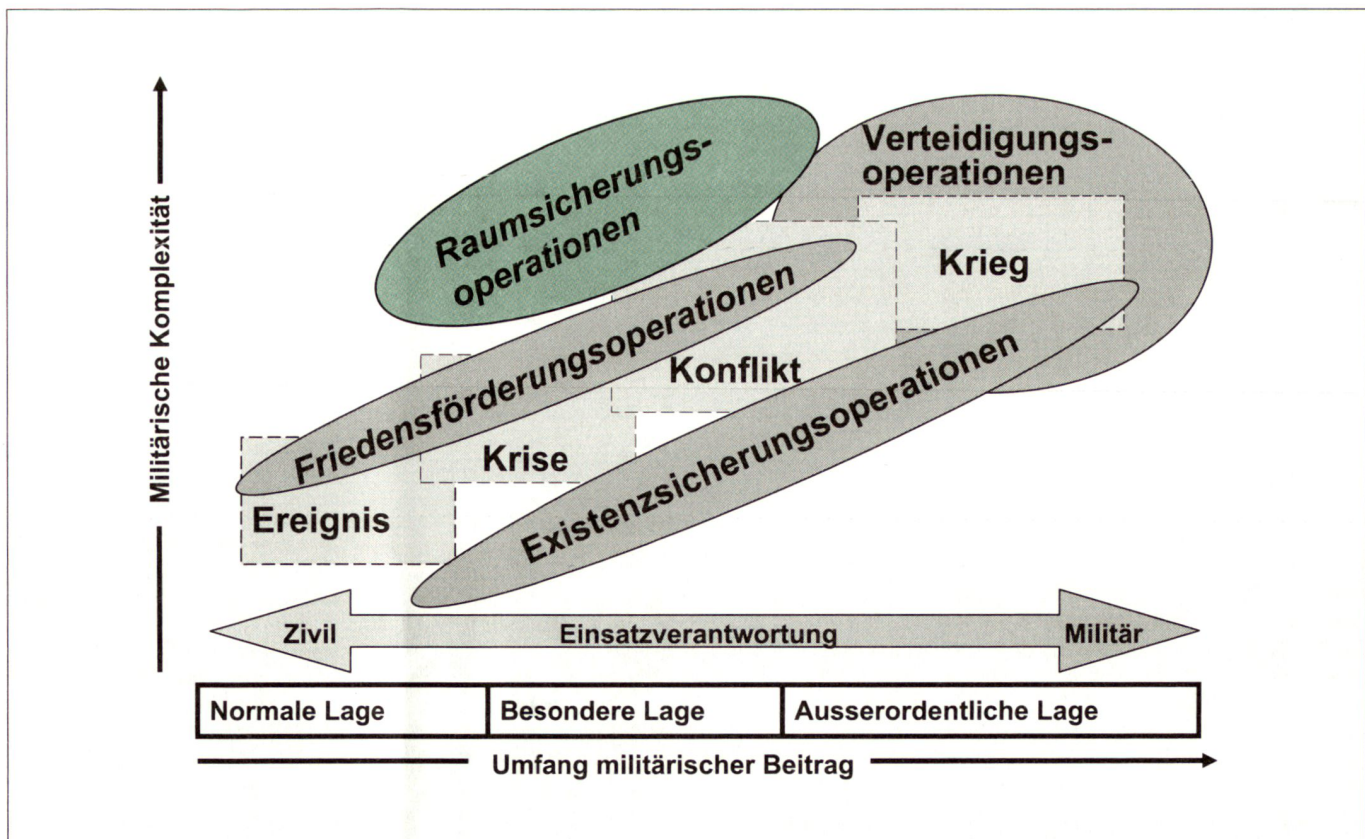 Militärische Komplexität
Raumsicherungs-
operationen
Verteidigungs-
operationen
Krieg
Friedensförderungsoperationen
Konflikt
Existenzsicherungsoperationen
Krise
Ereignis
Zivil
Einsatzverantwortung
Militär
Normale Lage
Besondere Lage
Ausserordentliche Lage
Umfang militärischer Beitrag